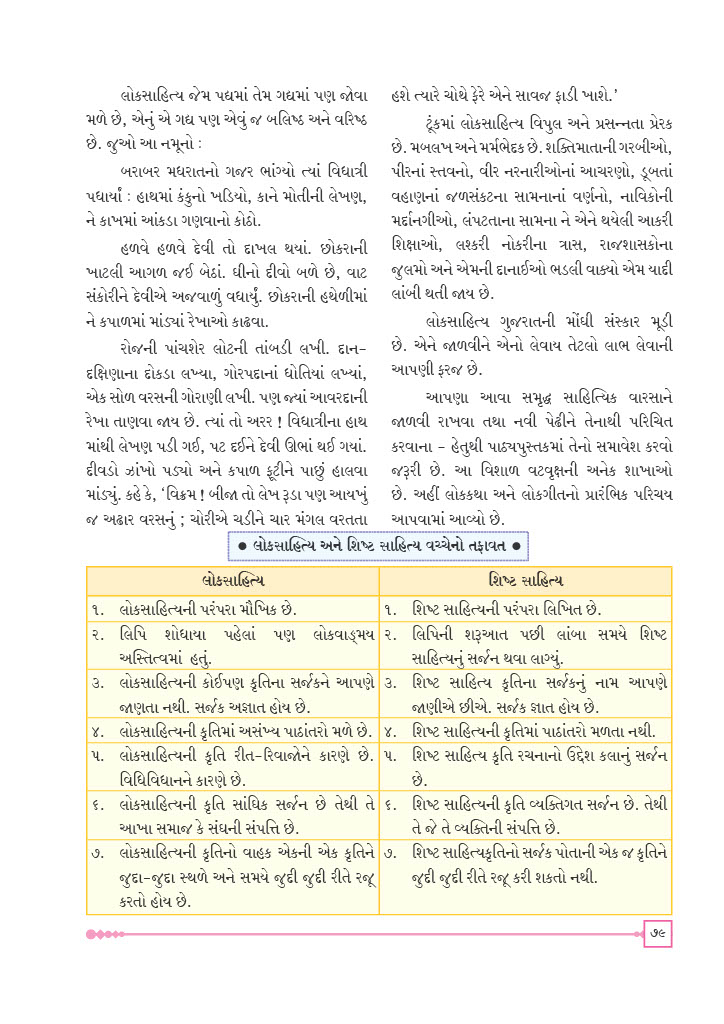 લોકસાહિત્ય જેમ પદ્યમાં તેમ ગદ્યમાં પણ જોવા
મળે છે, એનું એ ગદ્ય પણ એવું જ બલિષ્ઠ અને વરિષ્ઠ
છે. જુઓ આ નમૂનો :
બરાબર મધરાતનો ગજર ભાંગ્યો ત્યાં વિધાત્રી
પધાર્યાં : હાથમાં કંકુનો ખડિયો, કાને મોતીની લેખણ,
ને કાખમાં આંકડા ગણવાનો કોઠો.
હળવે હળવે દેવી તો દાખલ થયાં. છોકરાની
ખાટલી આગળ જઈ બેઠાં. ઘીનો દીવો બળે છે, વાટ
સંકોરીને દેવીએ અજવાળું વધાર્યું. છોકરાની હથેળીમાં
ને કપાળમાં માંડ્યાં રેખાઓ કાઢવા.
રોજની પાંચશેર લોટની તાંબડી લખી. દાન-
દક્ષિણાના દોકડા લખ્યા, ગોરપદાનાં ધોતિયાં લખ્યાં,
એક સોળ વરસની ગોરાણી લખી. પણ જ્યાં આવરદાની
રેખા તાણવા જાય છે. ત્યાં તો અરર ! વિધાત્રીના હાથ
માંથી લેખણ પડી ગઈ, પટ દઈને દેવી ઊભાં થઈ ગયાં.
દીવડો ઝાંખો પડ્યો અને કપાળ ફૂટીને પાછું હાલવા
માંડ્યું. કહે કે, ‘વિક્રમ ! બીજા તો લેખ રૂડા પણ આયખું
જ અઢાર વરસનું ; ચોરીએ ચડીને ચાર મંગલ વરતતા
હશે ત્યારે ચોથે ફેરે એને સાવજ ફાડી ખાશે.’
ટૂંકમાં લોકસાહિત્ય વિપુલ અને પ્રસન્નતા પ્રેરક
છે. મબલખ અને મર્મભેદક છે. શક્તિમાતાની ગરબીઓ,
પીરનાં સ્તવનો, વીર નરનારીઓનાં આચરણો, ડૂબતાં
વહાણનાં જળસંકટના સામનાનાં વર્ણનો, નાવિકોની
મર્દાનગીઓ, લંપટતાના સામના ને એને થયેલી આકરી
શિક્ષાઓ, લશ્કરી નોકરીના ત્રાસ, રાજશાસકોના
જુલમો અને એમની દાનાઈઓ ભડલી વાક્યો એમ યાદી
લાંબી થતી જાય છે.
લોકસાહિત્ય ગુજરાતની મોંઘી સંસ્કાર મૂડી
છે. એને જાળવીને એનો લેવાય તેટલો લાભ લેવાની
આપણી ફરજ છે.
આપણા આવા સમૃદ્ધ સાહિત્યિક વારસાને
જાળવી રાખવા તથા નવી પેઢીને તેનાથી પરિચિત
કરવાના - હેતુથી પાઠ્યપુસ્તકમાં તેનો સમાવેશ કરવો
જરૂરી છે. આ વિશાળ વટવૃક્ષની અનેક શાખાઓ
છે. અહીં લોકકથા અને લોકગીતનો પ્રારંભિક પરિચય
આપવામાં આવ્યો છે.
● લોકસાહિત્ય અને શિષ્ટ સાહિત્ય વચ્ચેનો તફાવત ●
લોકસાહિત્ય
શિષ્ટ સાહિત્ય
૧. લોકસાહિત્યની પરંપરા મૌખિક છે.
૧. શિષ્ટ સાહિત્યની પરંપરા લિખિત છે.
૨. લિપિ શોધાયા પહેલાં પણ લોકવાઙ્મય
અસ્તિત્વમાં હતું.
૨. લિપિની શરૂઆત પછી લાંબા સમયે શિષ્ટ
સાહિત્યનું સર્જન થવા લાગ્યું.
૩. લોકસાહિત્યની કોઈપણ કૃતિના સર્જકને આપણે
જાણતા નથી. સર્જક અજ્ઞાત હોય છે.
૩. શિષ્ટ સાહિત્ય કૃતિના સર્જકનું નામ આપણે
જાણીએ છીએ. સર્જક જ્ઞાત હોય છે.
૪. લોકસાહિત્યની કૃતિમાં અસંખ્ય પાઠાંતરો મળે છે.
૪. શિષ્ટ સાહિત્યની કૃતિમાં પાઠાંતરો મળતા નથી.
૫. લોકસાહિત્યની કૃતિ રીત-રિવાજોને કારણે છે.
વિધિવિધાનને કારણે છે.
૫. શિષ્ટ સાહિત્ય કૃતિ રચનાનો ઉદ્દેશ કલાનું સર્જન
છે.
૬. લોકસાહિત્યની કૃતિ સાંઘિક સર્જન છે તેથી તે
આખા સમાજ કે સંઘની સંપત્તિ છે.
૬. શિષ્ટ સાહિત્યની કૃતિ વ્યક્તિગત સર્જન છે. તેથી
તે જે તે વ્યક્તિની સંપત્તિ છે.
૭. લોકસાહિત્યની કૃતિનો વાહક એકની એક કૃતિને
જુદા-જુદા સ્થળે અને સમયે જુદી જુદી રીતે રજૂ
કરતો હોય છે.
૭. શિષ્ટ સાહિત્યકૃતિનો સર્જક પોતાની એક જ કૃતિને
જુદી જુદી રીતે રજૂ કરી શકતો નથી.
૭૯